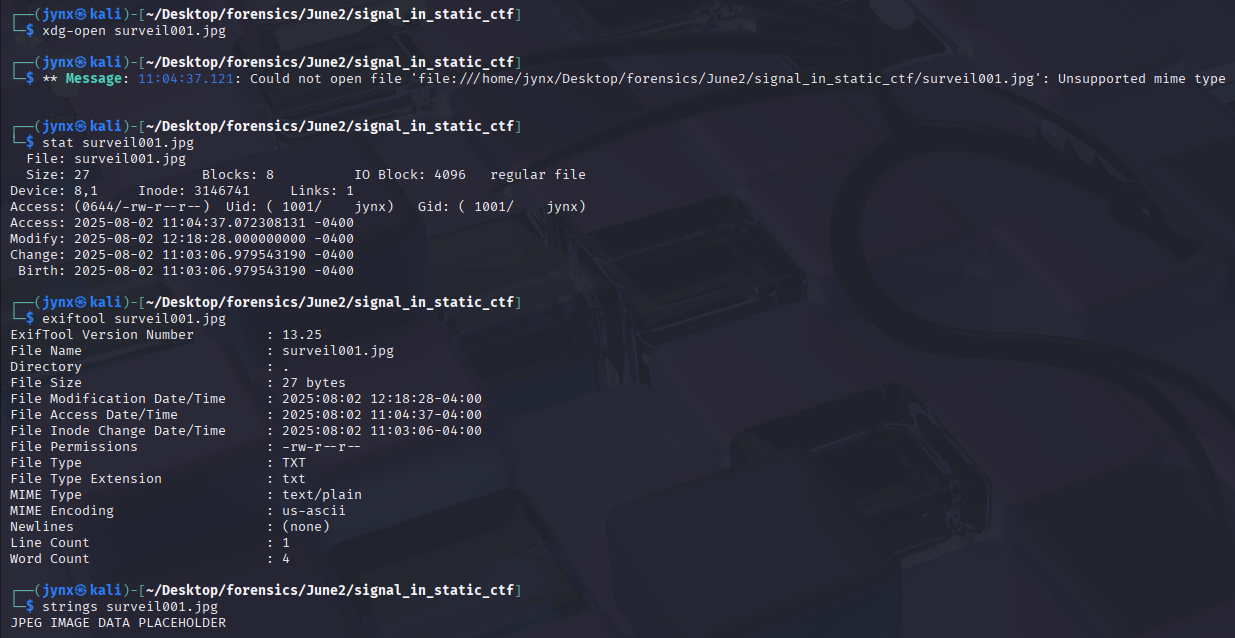 ┌──(jynx㉿kali)-[~/Desktop/forensics/June2/signal_in_static_ctf]
└─$ xdg-open surveil001.jpg
┌──(jynx㉿kali)-[~/Desktop/forensics/June2/signal_in_static_ctf]
└─$ ** Message: 11:04:37.121: Could not open file 'file:///home/jynx/Desktop/forensics/June2/signal_in_static_ctf/surveil001.jpg': Unsupported mime type
┌──(jynx㉿kali)-[~/Desktop/forensics/June2/signal_in_static_ctf]
└─$ stat surveil001.jpg
  File: surveil001.jpg
  Size: 27              Blocks: 8          IO Block: 4096   regular file
Device: 8,1     Inode: 3146741     Links: 1
Access: (0644/-rw-r--r--)  Uid: ( 1001/    jynx)   Gid: ( 1001/    jynx)
Access: 2025-08-02 11:04:37.072308131 -0400
Modify: 2025-08-02 12:18:28.000000000 -0400
Change: 2025-08-02 11:03:06.979543190 -0400
 Birth: 2025-08-02 11:03:06.979543190 -0400
┌──(jynx㉿kali)-[~/Desktop/forensics/June2/signal_in_static_ctf]
└─$ exiftool surveil001.jpg
ExifTool Version Number         : 13.25
File Name                       : surveil001.jpg
Directory                       : .
File Size                       : 27 bytes
File Modification Date/Time     : 2025:08:02 12:18:28-04:00
File Access Date/Time           : 2025:08:02 11:04:37-04:00
File Inode Change Date/Time     : 2025:08:02 11:03:06-04:00
File Permissions                : -rw-r--r--
File Type                       : TXT
File Type Extension             : txt
MIME Type                       : text/plain
MIME Encoding                   : us-ascii
Newlines                        : (none)
Line Count                      : 1
Word Count                      : 4
┌──(jynx㉿kali)-[~/Desktop/forensics/June2/signal_in_static_ctf]
└─$ strings surveil001.jpg
JPEG IMAGE DATA PLACEHOLDER